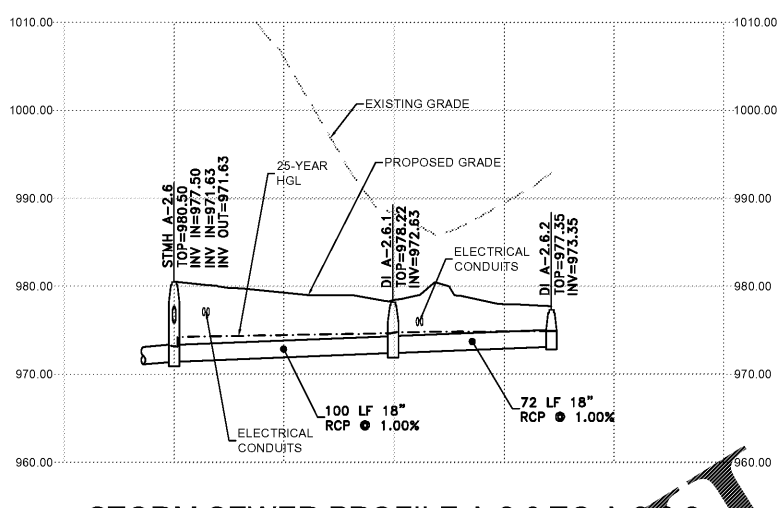 1010.00 1010.00
1000.00 1000.00
990.00 990.00
980.00 980.00
970.00 970.00
960.00 960.00
EXISTING GRADE
PROPOSED GRADE
25-YEAR
HGL
STMH A-2.6
TOP=980.50
INV IN=977.50
INV IN=971.63
INV OUT=971.63
DI A-2.6.1
TOP=978.22
INV=972.63
ELECTRICAL
CONDUITS
DI A-2.6.2
TOP=977.35
INV=973.35
100 LF 18"
RCP @ 1.00%
72 LF 18"
RCP @ 1.00%
ELECTRICAL
CONDUITS